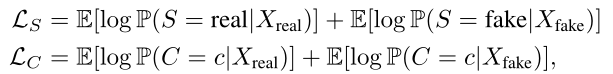 ℒ_S = 𝔼[log ℙ(S = real|X_real)] + 𝔼[log ℙ(S = fake|X_fake)]
ℒ_C = 𝔼[log ℙ(C = c|X_real)] + 𝔼[log ℙ(C = c|X_fake)],